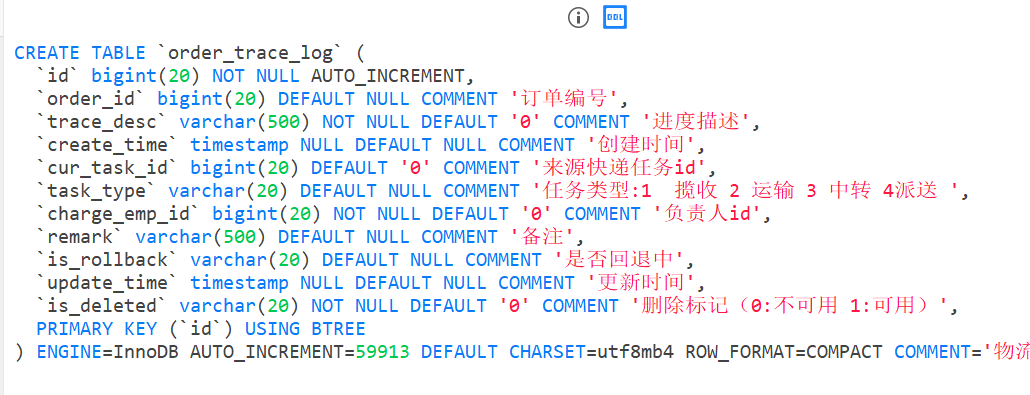 DDL
CREATE TABLE `order_trace_log` (
`id` bigint(20) NOT NULL AUTO_INCREMENT,
`order_id` bigint(20) DEFAULT NULL COMMENT '订单编号',
`trace_desc` varchar(500) NOT NULL DEFAULT '0' COMMENT '进度描述',
`create_time` timestamp NULL DEFAULT NULL COMMENT '创建时间',
`cur_task_id` bigint(20) DEFAULT '0' COMMENT '来源快递任务id',
`task_type` varchar(20) DEFAULT NULL COMMENT '任务类型:1  揽收 2 运输 3 中转 4派送 ',
`charge_emp_id` bigint(20) NOT NULL DEFAULT '0' COMMENT '负责人id',
`remark` varchar(500) DEFAULT NULL COMMENT '备注',
`is_rollback` varchar(20) DEFAULT NULL COMMENT '是否回退中',
`update_time` timestamp NULL DEFAULT NULL COMMENT '更新时间',
`is_deleted` varchar(20) NOT NULL DEFAULT '0' COMMENT '删除标记（0:不可用 1:可用）',
PRIMARY KEY (`id`) USING BTREE
) ENGINE=InnoDB AUTO_INCREMENT=59913 DEFAULT CHARSET=utf8mb4 ROW_FORMAT=COMPACT COMMENT='物流